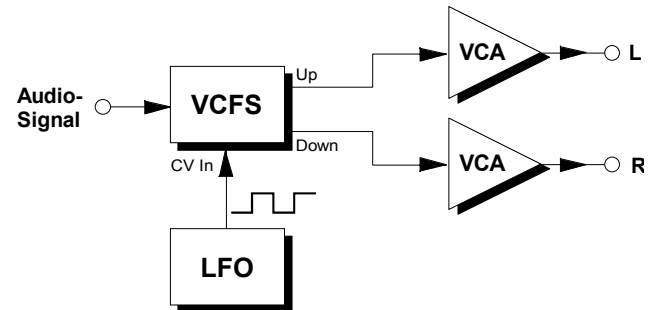 Up
VCA
L
Audio-
Signal
VCFS
Down
CV In
VCA
R
LFO